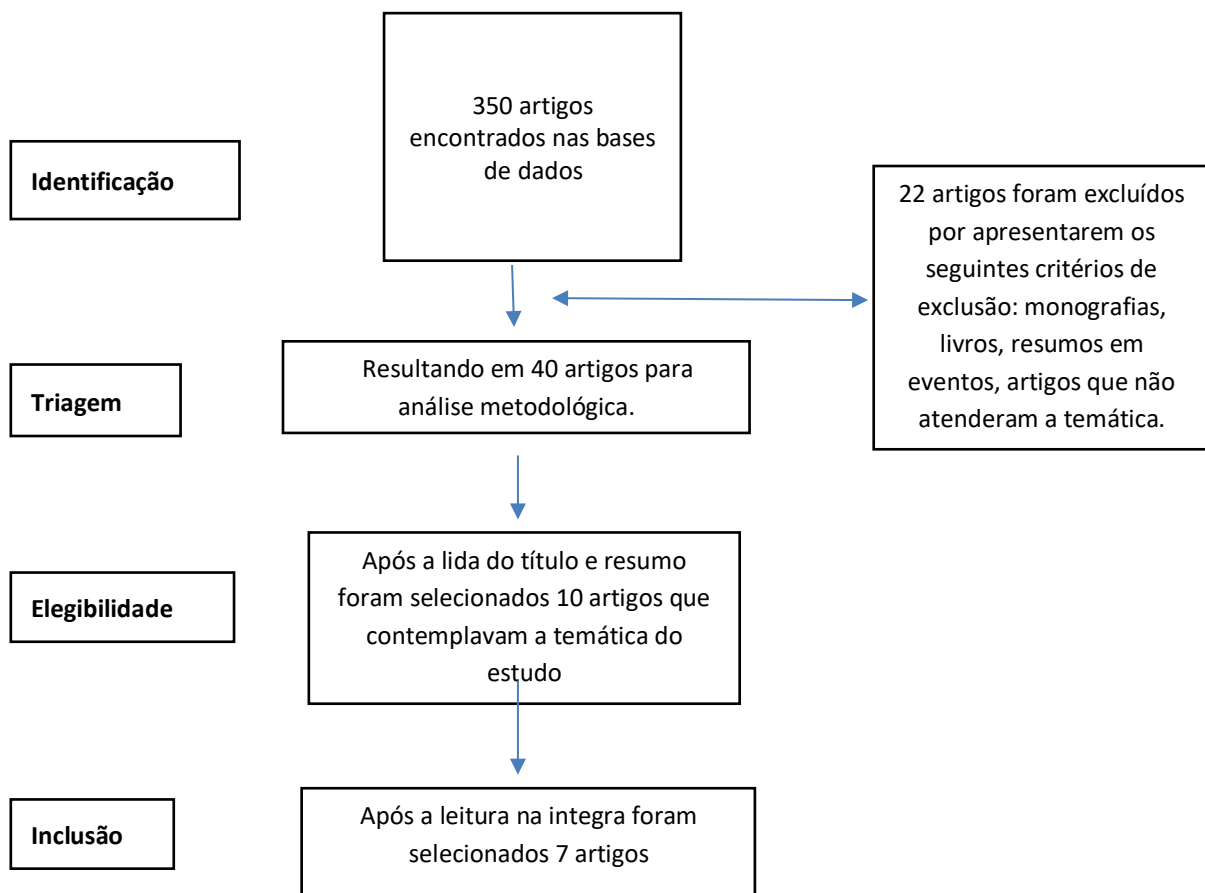 350 artigos
encontrados nas bases
de dados
Identificação
22 artigos foram excluídos
por apresentarem os
seguintes critérios de
exclusão: monografias,
livros, resumos em
eventos, artigos que não
atenderam a temática.
Triagem
Resultando em 40 artigos para
análise metodológica.
Elegibilidade
Após a lida do título e resumo
foram selecionados 10 artigos que
contemplavam a temática do
estudo
Inclusão
Após a leitura na integra foram
selecionados 7 artigos